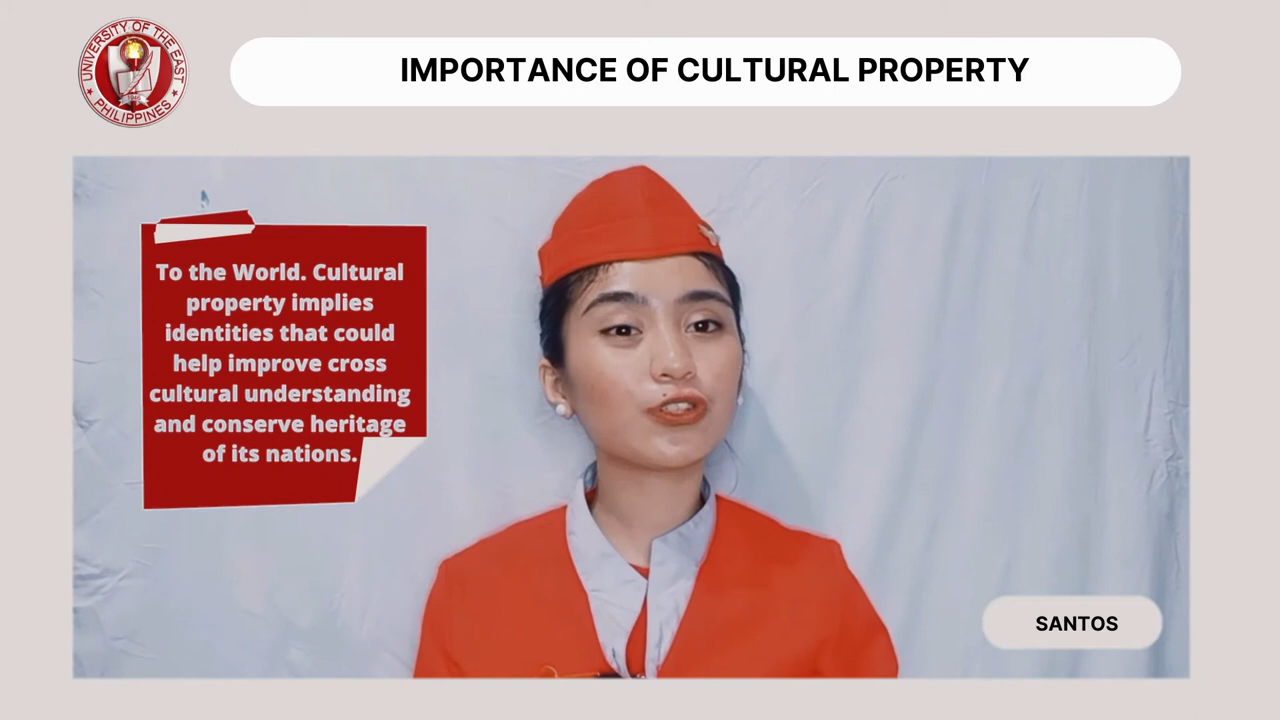 UNIVERSITY OF THE EAST
PHILIPPINES
1946
IMPORTANCE OF CULTURAL PROPERTY
To the World. Cultural
property implies
identities that could
help improve cross
cultural understanding
and conserve heritage
of its nations.
SANTOS